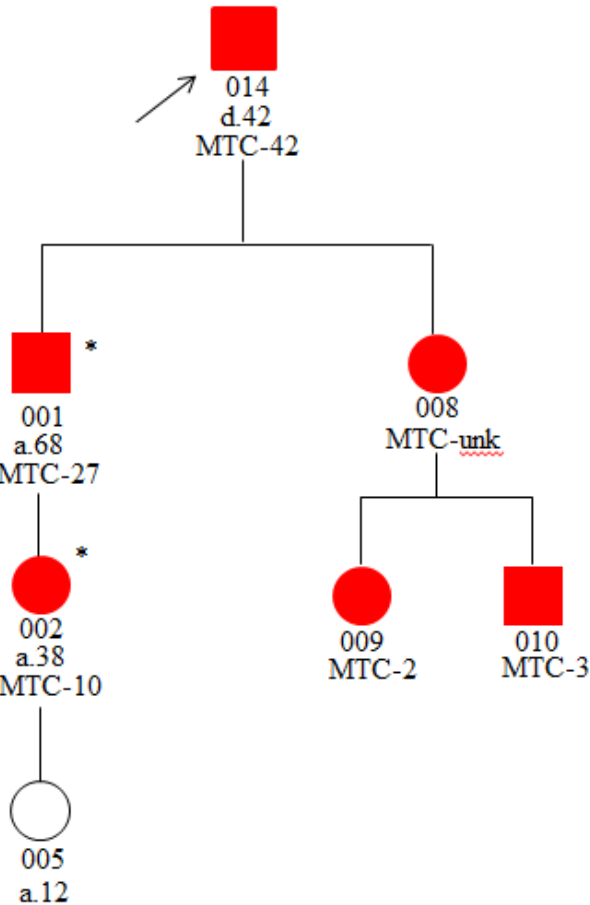 014
d.42
MTC-42
*
001
a.68
MTC-27
008
MTC-unk
*
002
a.38
MTC-10
009
MTC-2
010
MTC-3
005
a.12